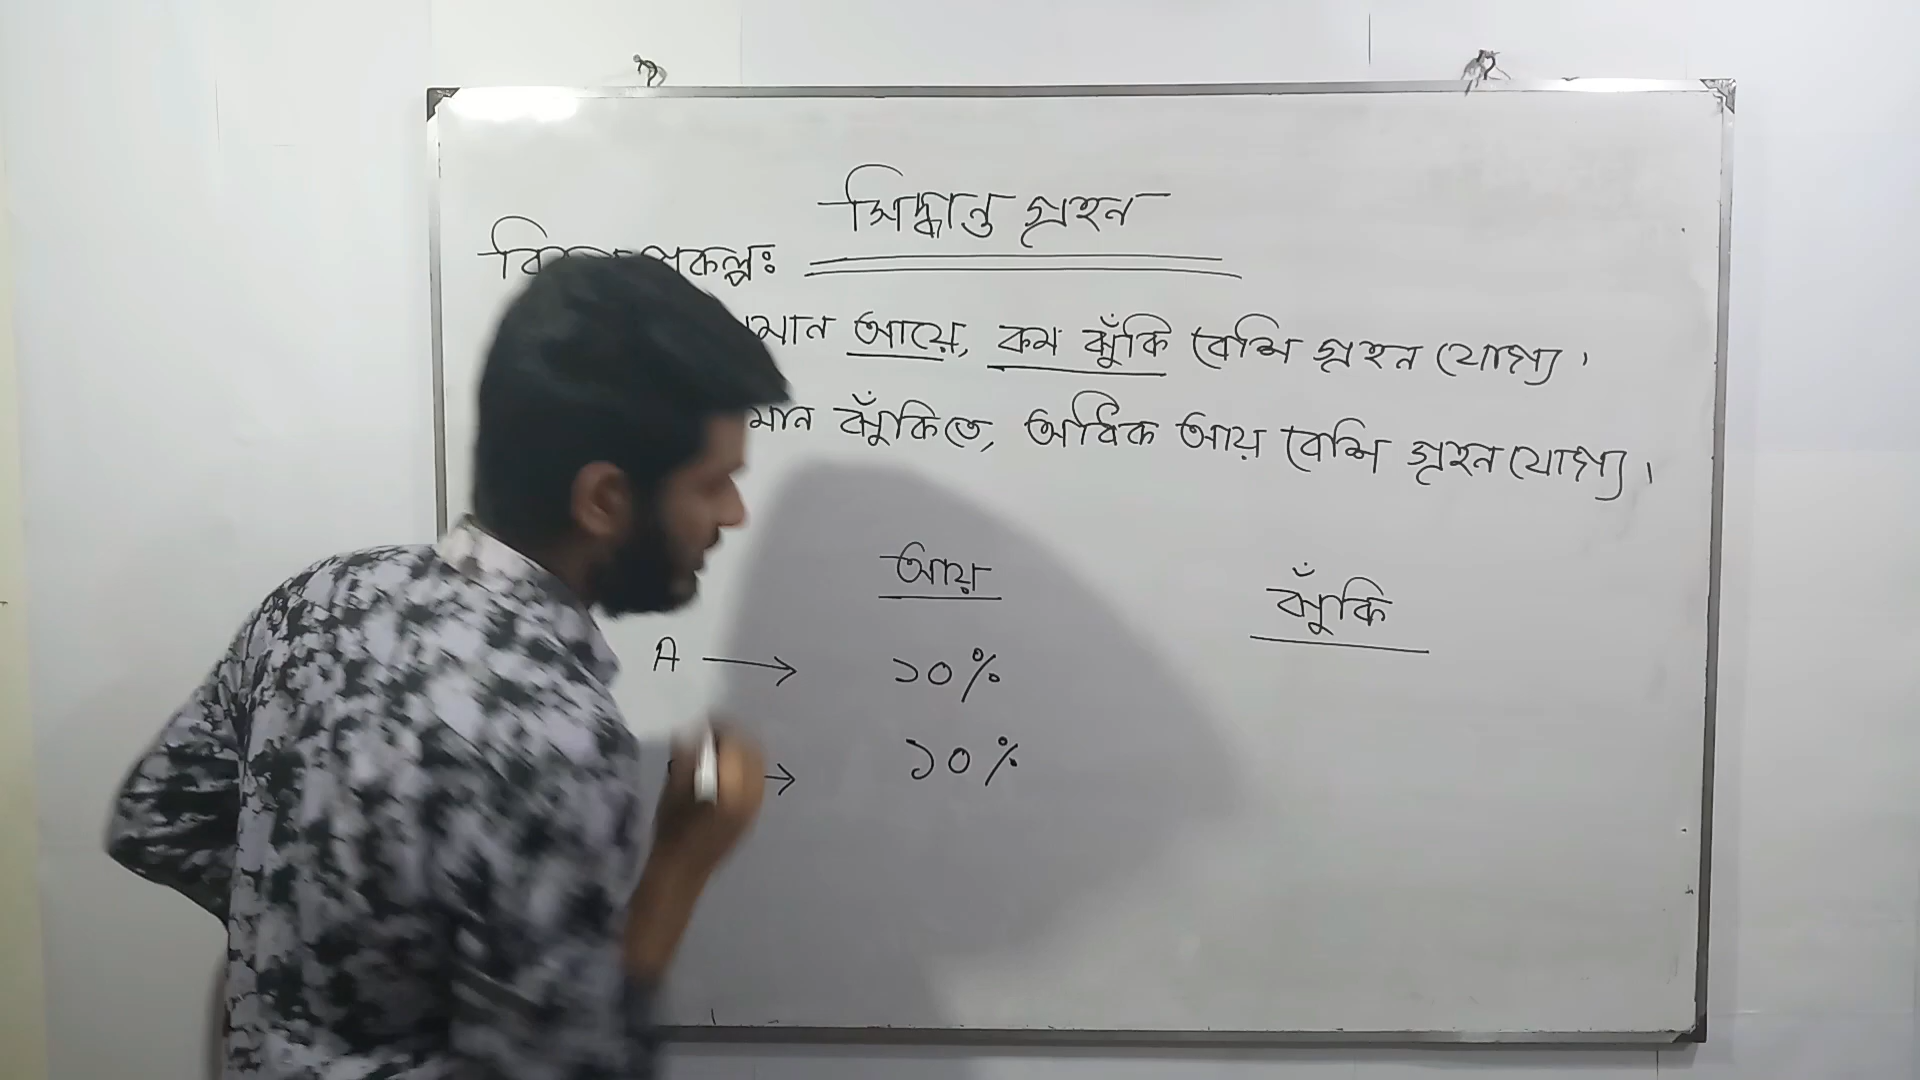 সিদ্ধান্ত গ্রহন
প্রকল্পঃ
আয়ে, কম ঝুঁকি বেশি গ্রহন যোগ্য।
ঝুঁকিতে, অধিক আয় বেশি গ্রহন যোগ্য।
আয় ঝুঁকি
A → ১০%
→ ১০%